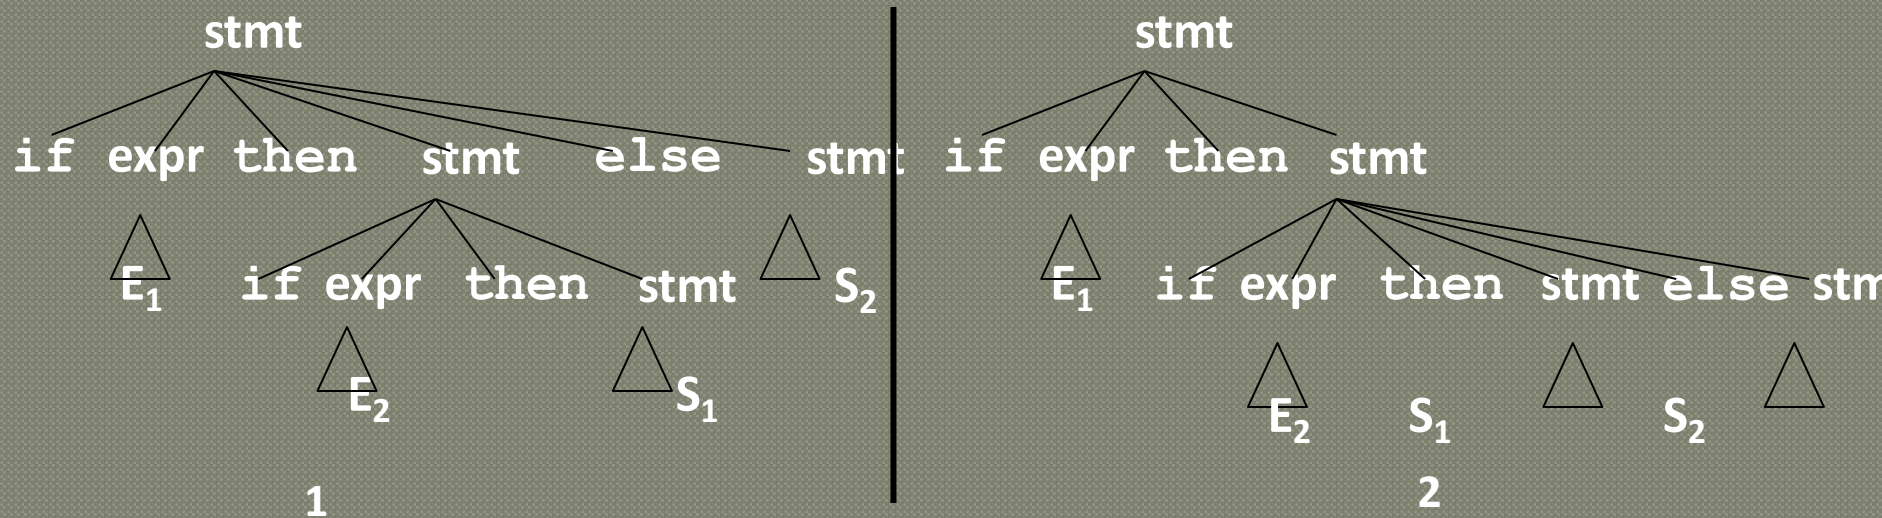 stmt
if expr then stmt else stmt
E1 if expr then stmt S2
E2 S1
1
stmt
if expr then stmt
E1 if expr then stmt else stm
E2 S1 S2
2